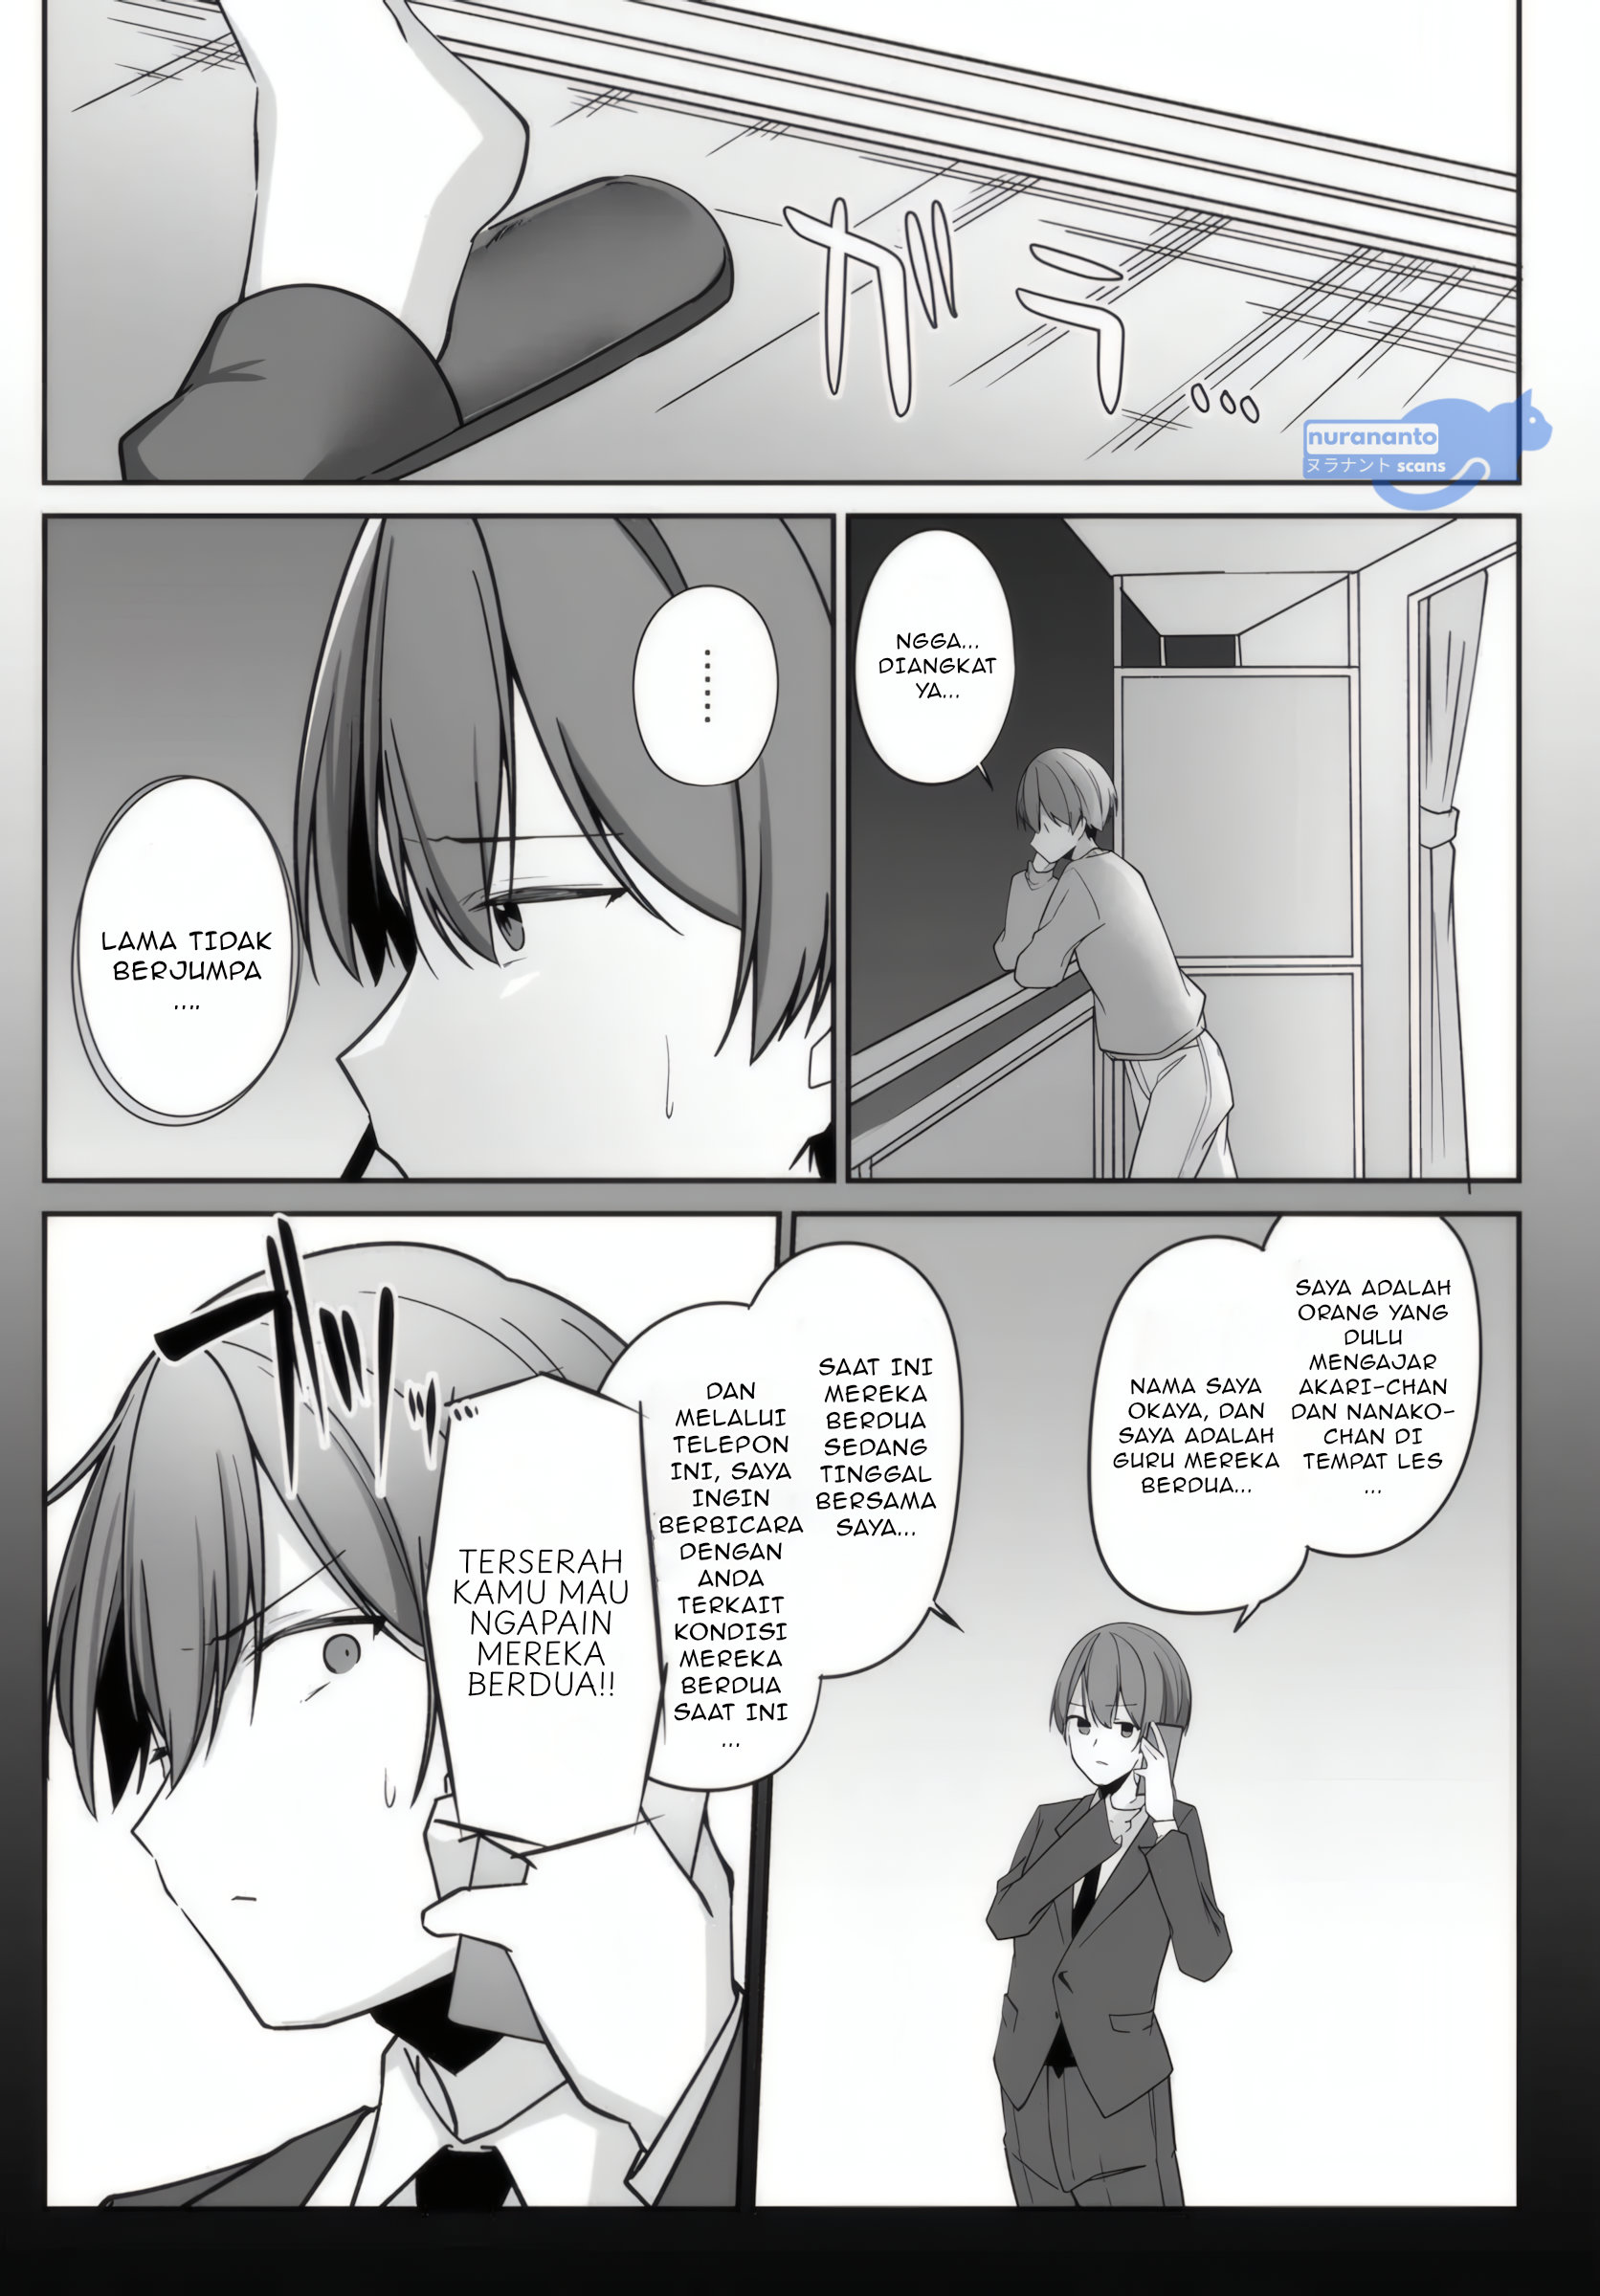 ガラ...
nurananto
ヌラナント scans
NGGA...
DIANGKAT
YA...
.......
LAMA TIDAK
BERJUMPA
....
SAYA ADALAH
ORANG YANG
DULU
MENGAJAR
AKARI-CHAN
DAN NANAKO-
CHAN DI
TEMPAT LES
...
NAMA SAYA
OKAYA, DAN
SAYA ADALAH
GURU MEREKA
BERDUA...
SAAT INI
MEREKA
BERDUA
SEDANG
TINGGAL
BERSAMA
SAYA...
DAN
MELALUI
TELEPON
INI, SAYA
INGIN
BERBICARA
DENGAN
ANDA
TERKAIT
KONDISI
MEREKA
BERDUA
SAAT INI
...
TERSERAH
KAMU MAU
NGAPAIN
MEREKA
BERDUA!!